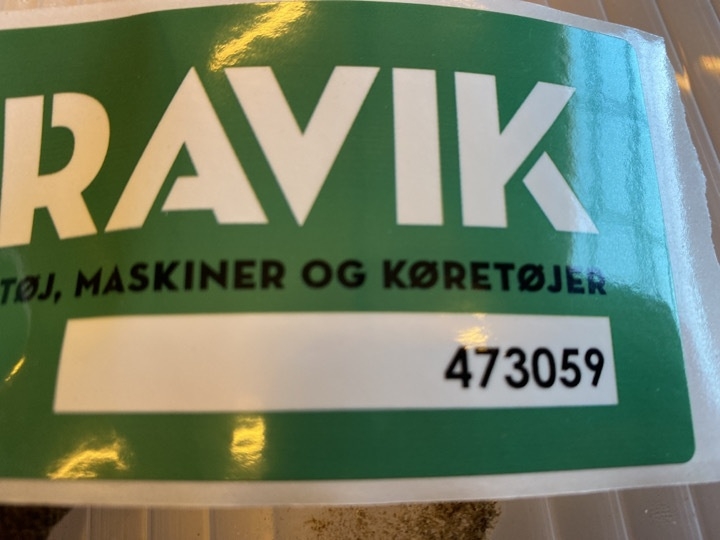 RAVIK
TØJ, MASKINER OG KØRETØJER
473059